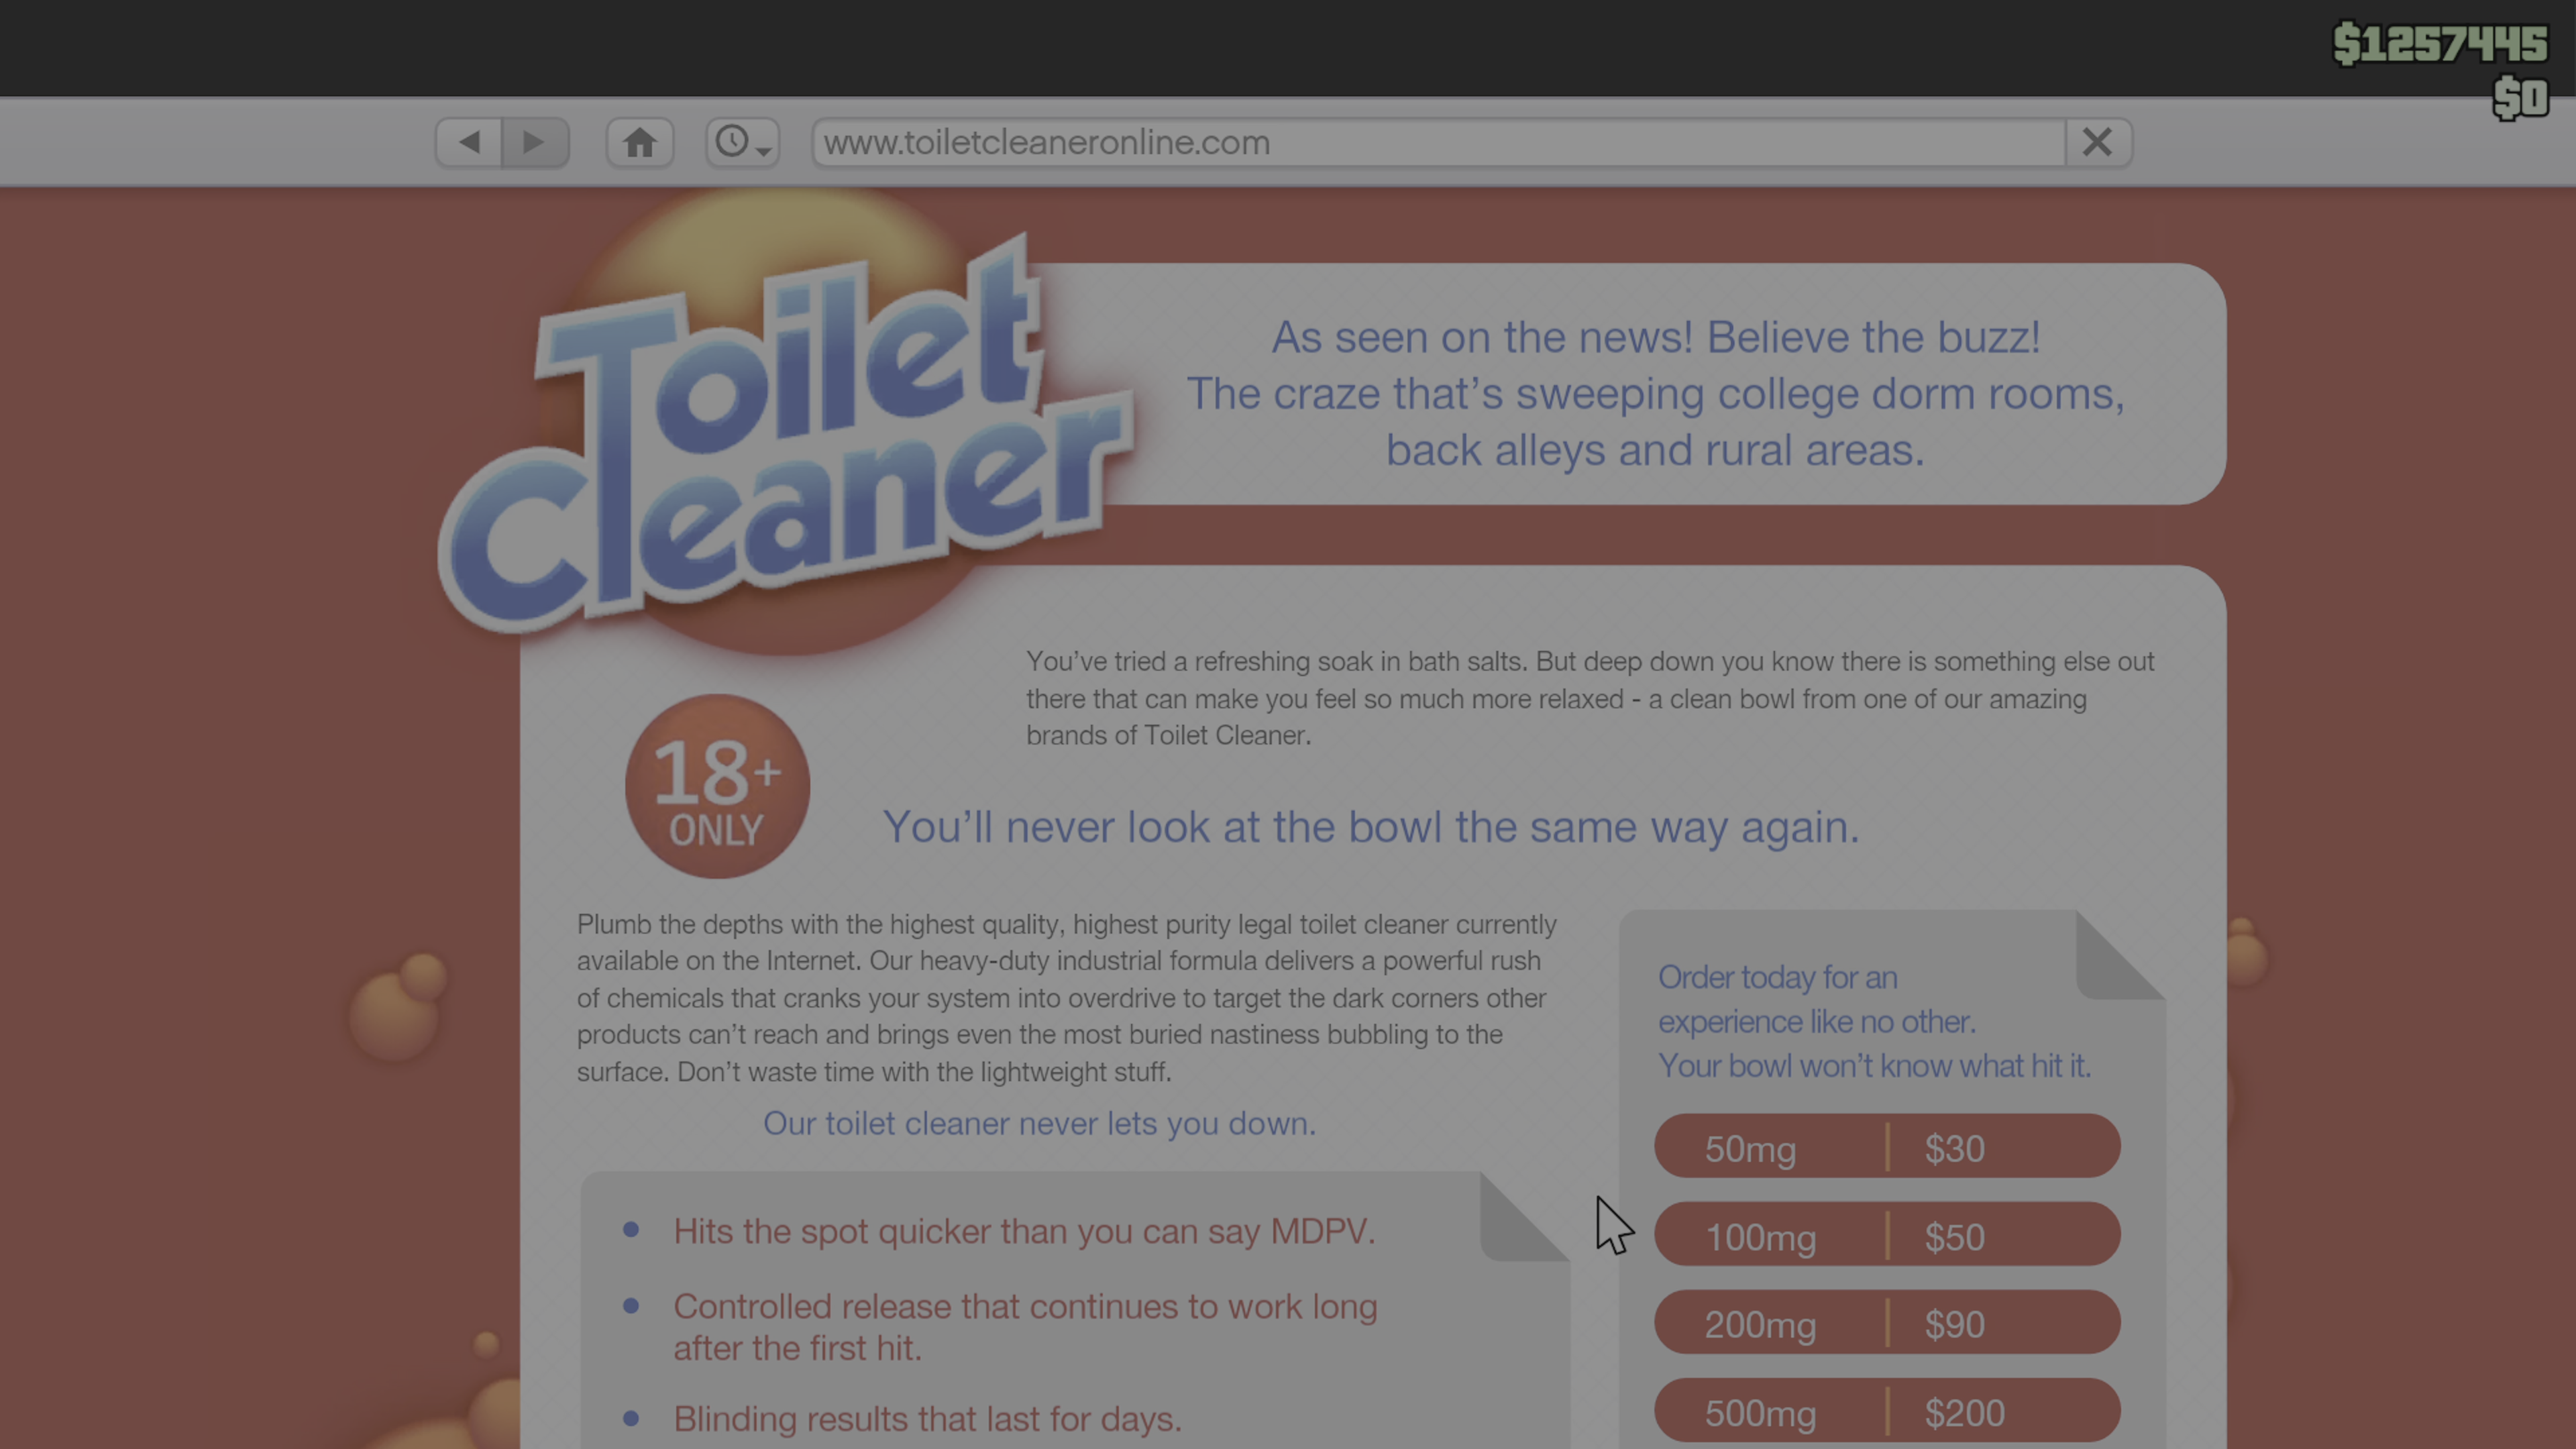 $1257445
$0
www.toiletcleaneronline.com
Toilet
Cleaner
As seen on the news! Believe the buzz!
The craze that's sweeping college dorm rooms,
back alleys and rural areas.
You've tried a refreshing soak in bath salts. But deep down you know there is something else out
there that can make you feel so much more relaxed - a clean bowl from one of our amazing
brands of Toilet Cleaner.
18+
ONLY
You'll never look at the bowl the same way again.
Plumb the depths with the highest quality, highest purity legal toilet cleaner currently
available on the Internet. Our heavy-duty industrial formula delivers a powerful rush
of chemicals that cranks your system into overdrive to target the dark corners other
products can't reach and brings even the most buried nastiness bubbling to the
surface. Don't waste time with the lightweight stuff.
Our toilet cleaner never lets you down.
Hits the spot quicker than you can say MDPV.
Controlled release that continues to work long
after the first hit.
Blinding results that last for days.
Order today for an
experience like no other.
Your bowl won't know what hit it.
50mg | $30
100mg | $50
200mg | $90
500mg | $200